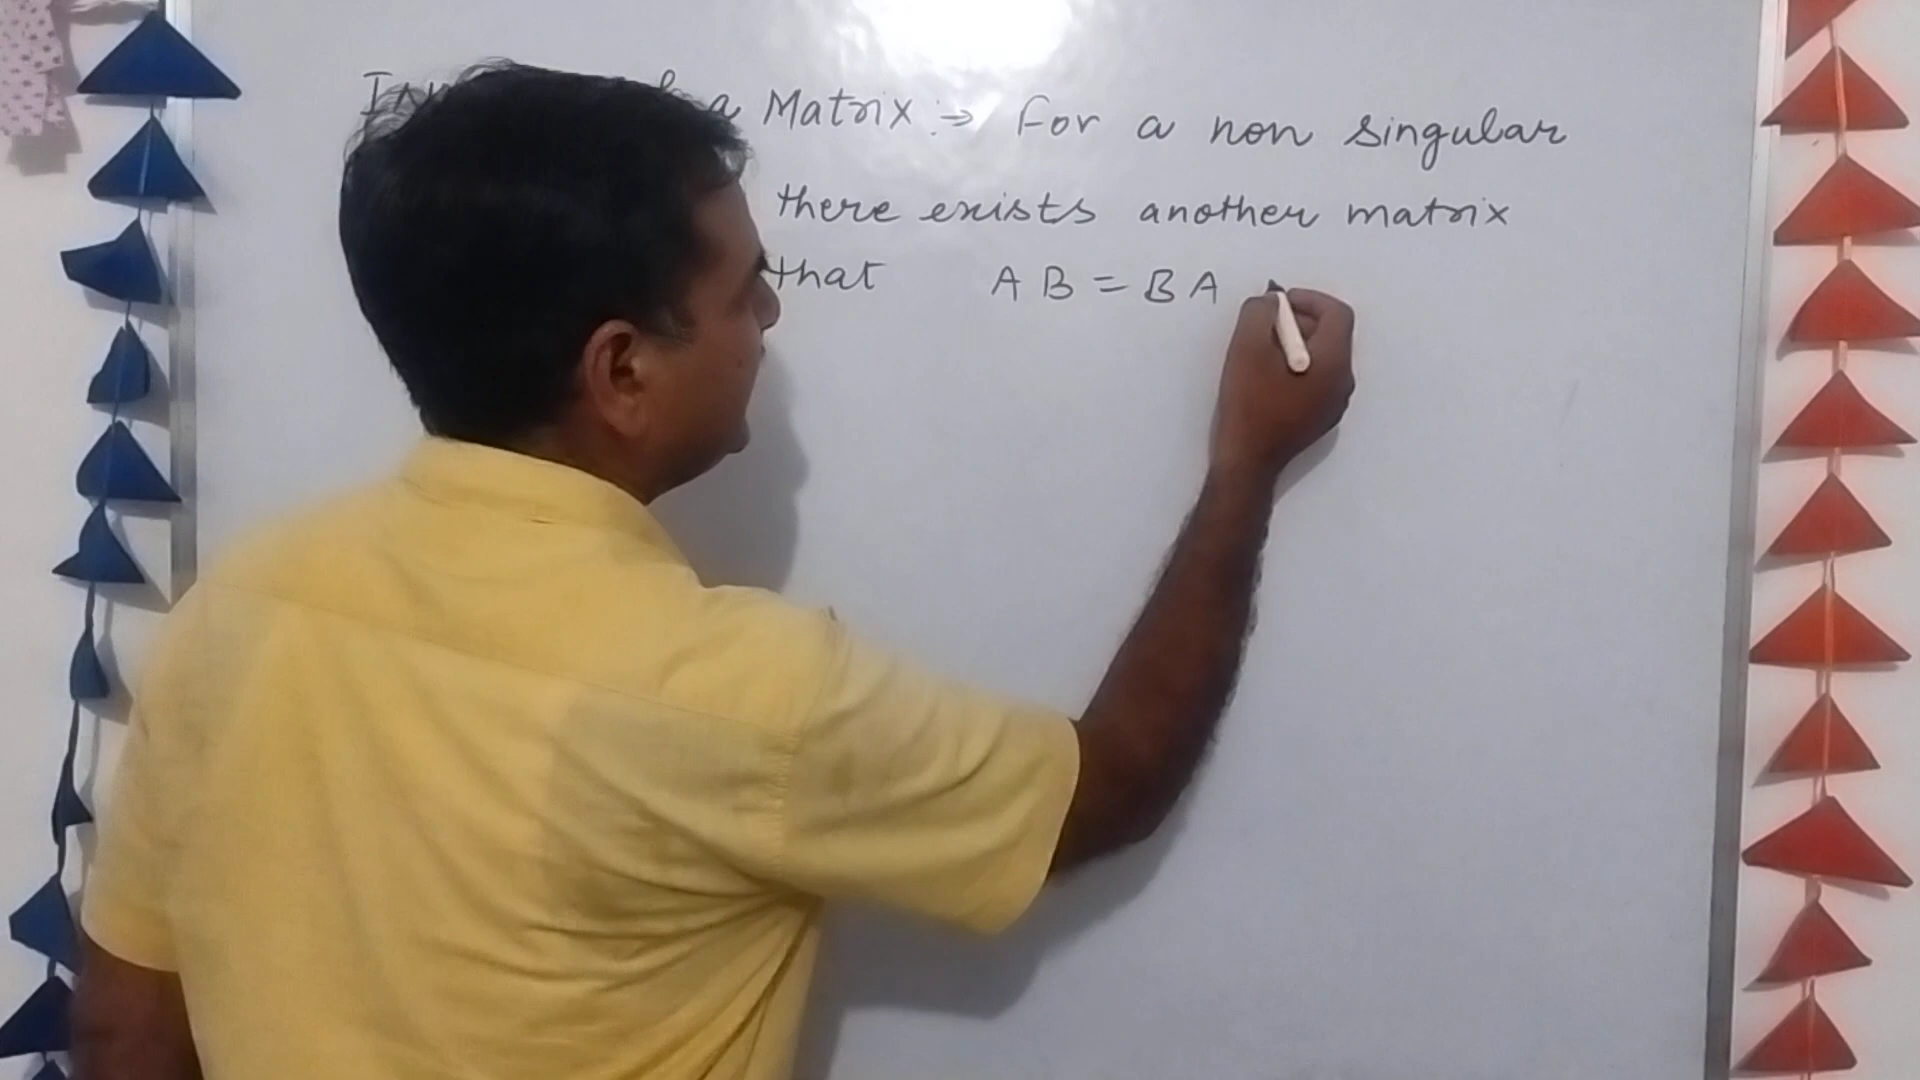 a Matrix :→ For a non singular
there exists another matrix
that AB = BA